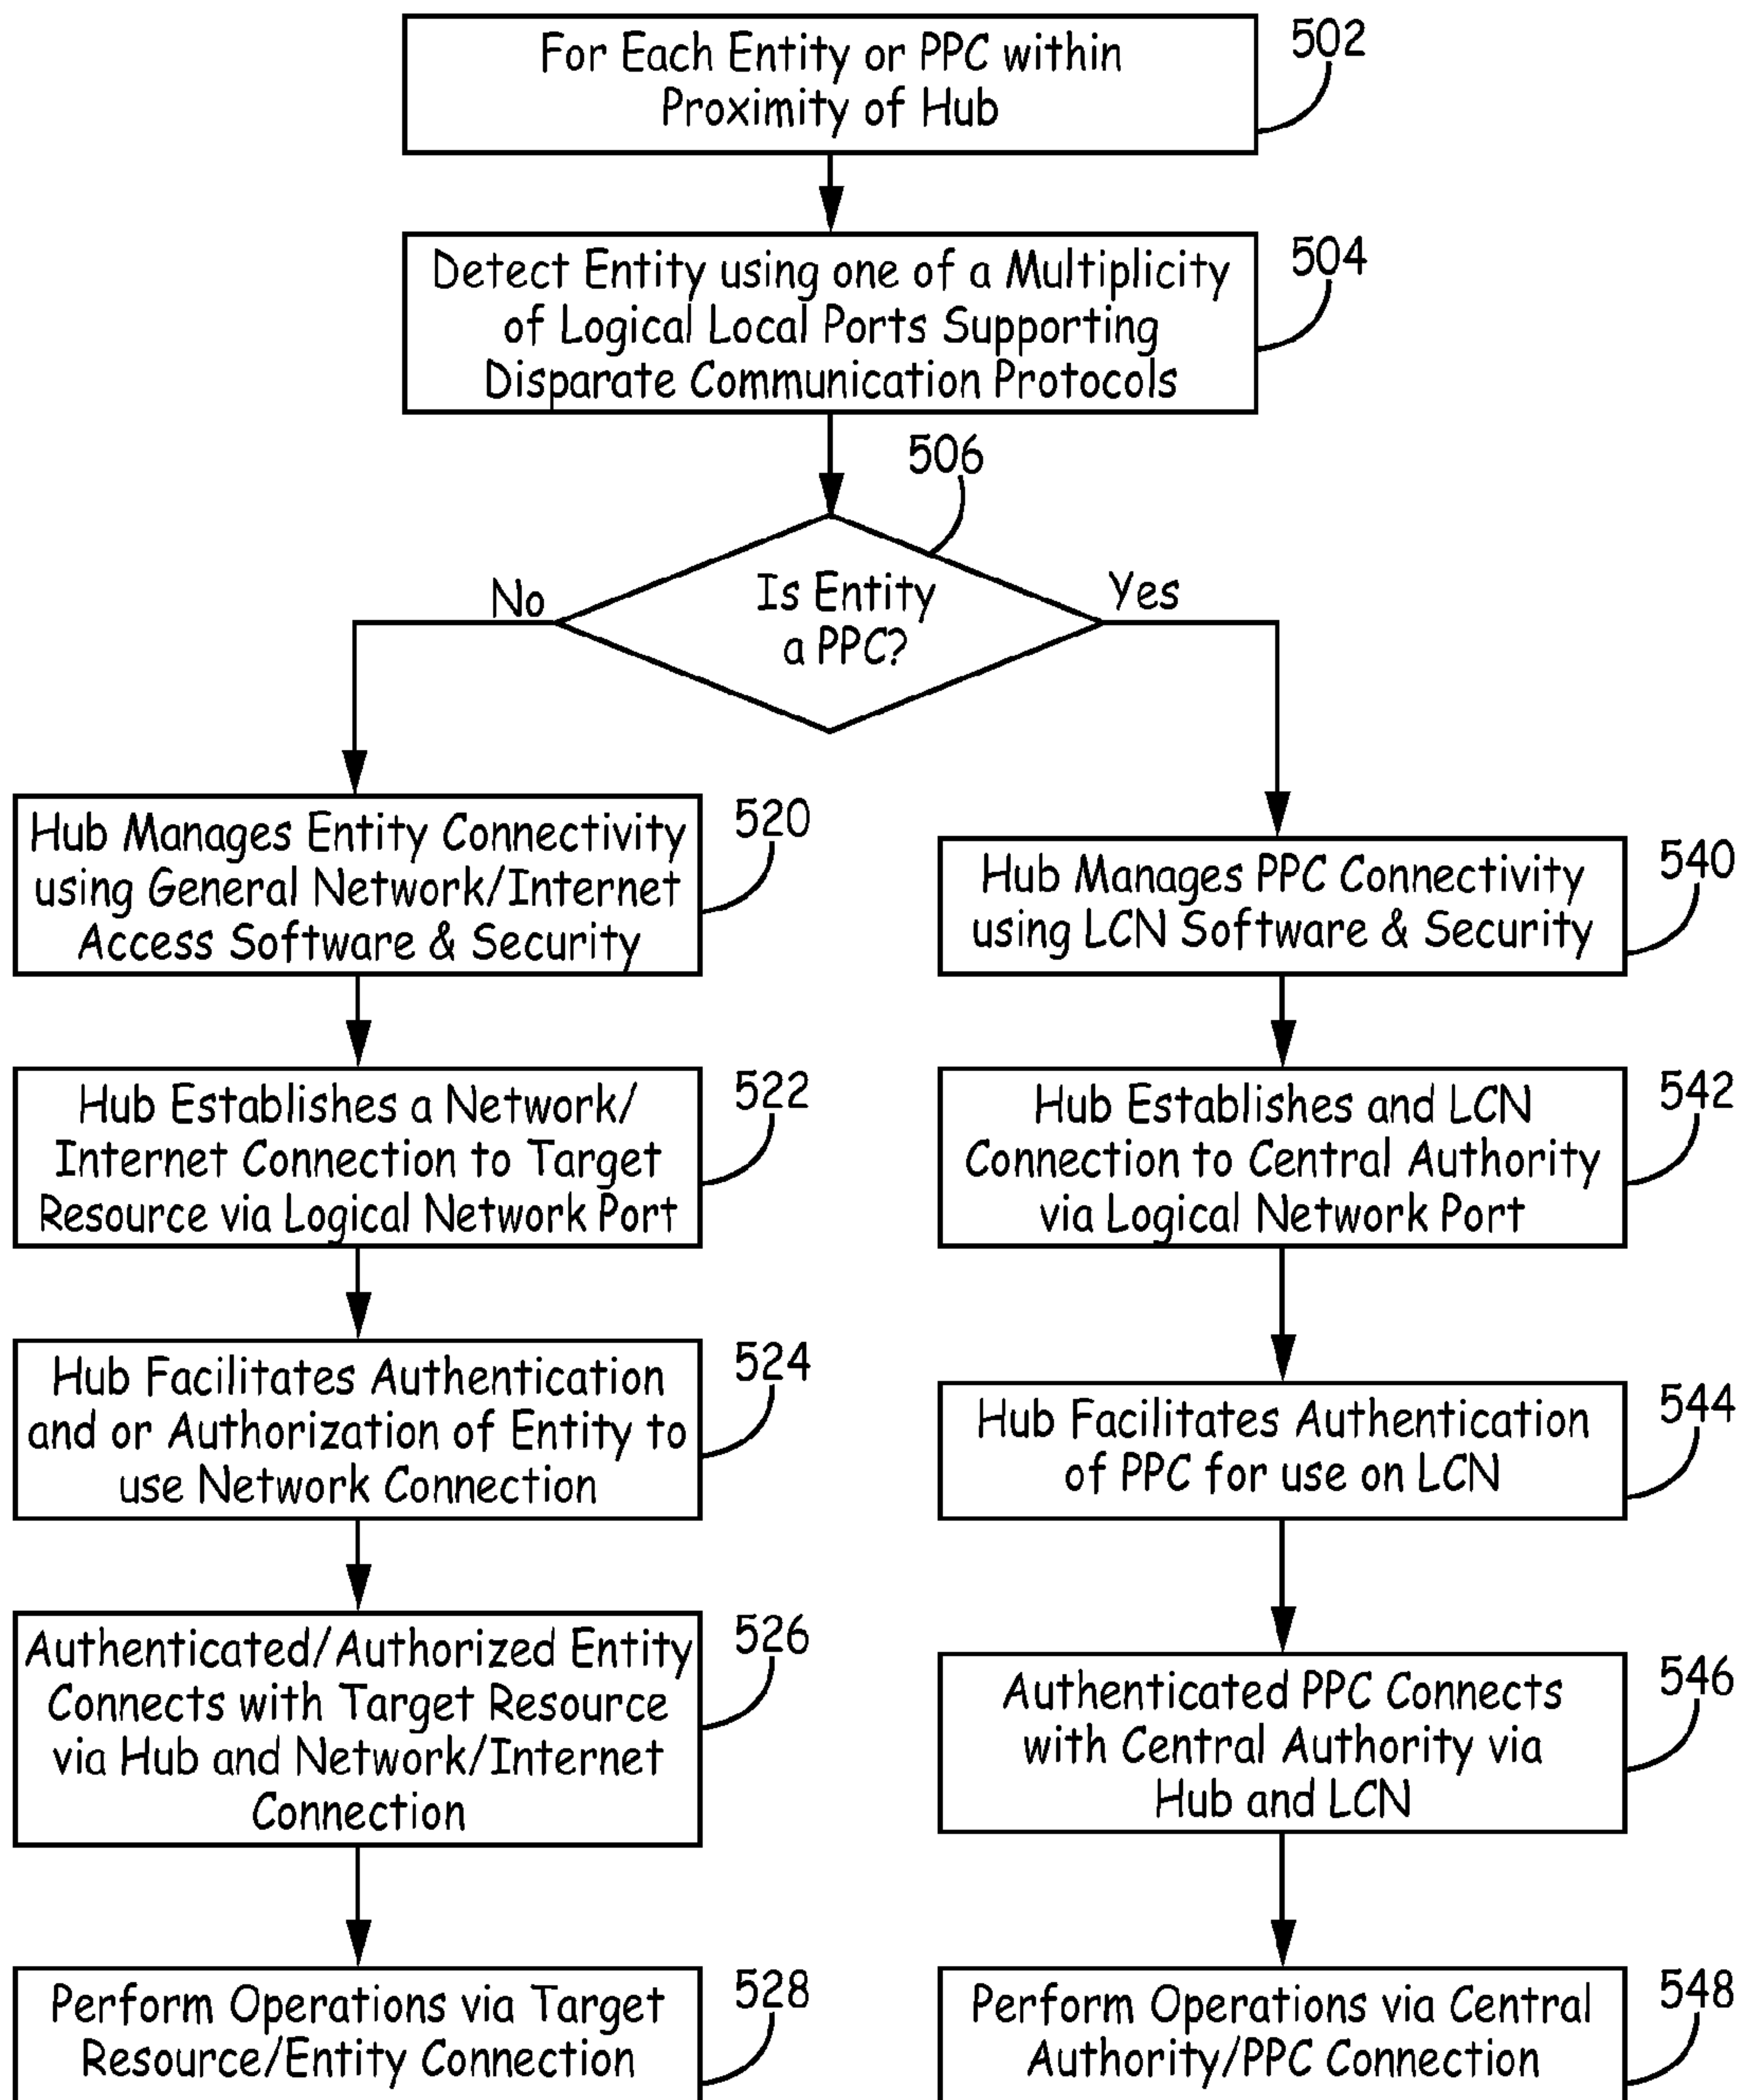 For Each Entity or PPC within
Proximity of Hub
502
Detect Entity using one of a Multiplicity
of Logical Local Ports Supporting
Disparate Communication Protocols
504
506
Is Entity
a PPC?
No
Yes
Hub Manages Entity Connectivity
using General Network/Internet
Access Software & Security
520
Hub Establishes a Network/
Internet Connection to Target
Resource via Logical Network Port
522
Hub Facilitates Authentication
and or Authorization of Entity to
use Network Connection
524
Authenticated/Authorized Entity
Connects with Target Resource
via Hub and Network/Internet
Connection
526
Perform Operations via Target
Resource/Entity Connection
528
Hub Manages PPC Connectivity
using LCN Software & Security
540
Hub Establishes and LCN
Connection to Central Authority
via Logical Network Port
542
Hub Facilitates Authentication
of PPC for use on LCN
544
Authenticated PPC Connects
with Central Authority via
Hub and LCN
546
Perform Operations via Central
Authority/PPC Connection
548